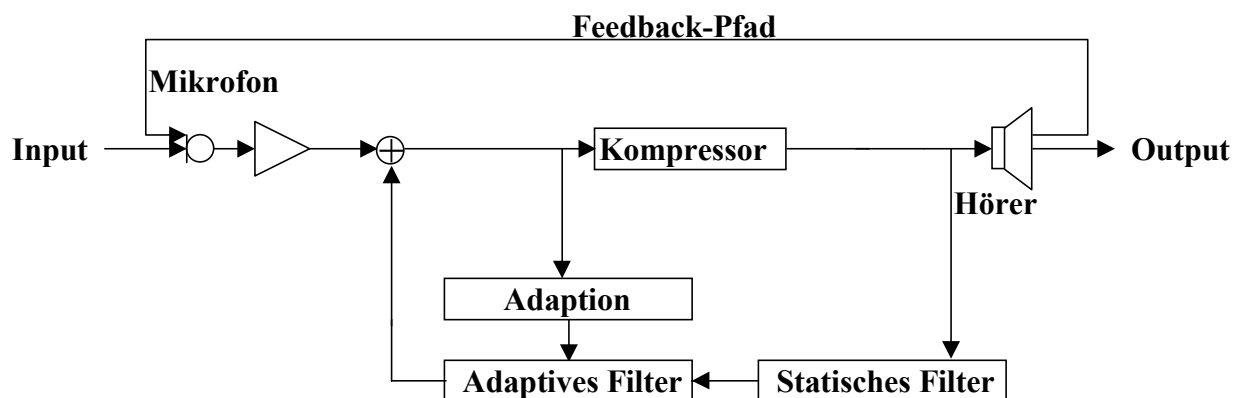 Feedback-Pfad
Mikrofon
Input
Kompressor
Output
Hörer
Adaption
Adaptives Filter
Statisches Filter